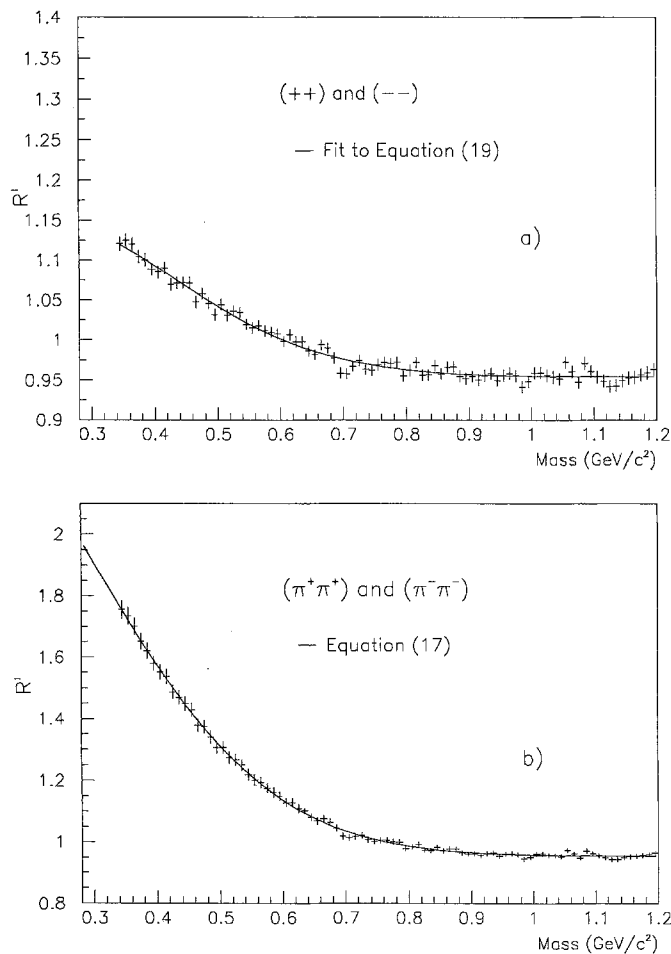 1.4
1.35
1.3
1.25
1.2
1.15
1.1
1.05
1
0.95
0.9
R'
(++) and (−−)
— Fit to Equation (19)
a)
0.3 0.4 0.5 0.6 0.7 0.8 0.9 1 1.1 1.2
Mass (GeV/c²)
2
1.8
1.6
1.4
1.2
1
0.8
R'
(π⁺π⁺) and (π⁻π⁻)
— Equation (17)
b)
0.3 0.4 0.5 0.6 0.7 0.8 0.9 1 1.1 1.2
Mass (GeV/c²)